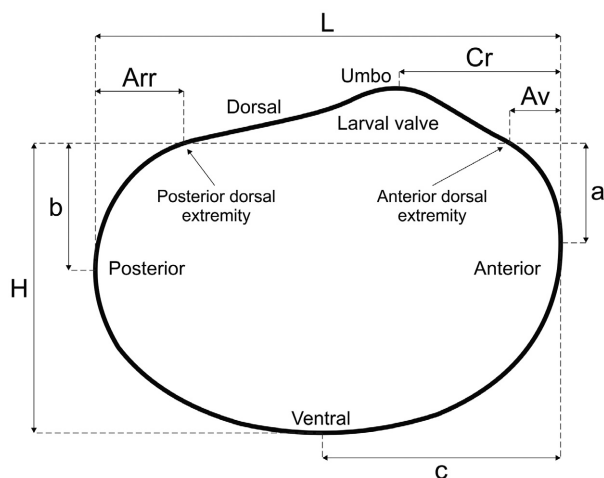 L
Umbo
Cr
Arr
Av
Dorsal
Larval valve
Posterior dorsal
extremity
Anterior dorsal
extremity
b
a
Posterior
Anterior
H
Ventral
c